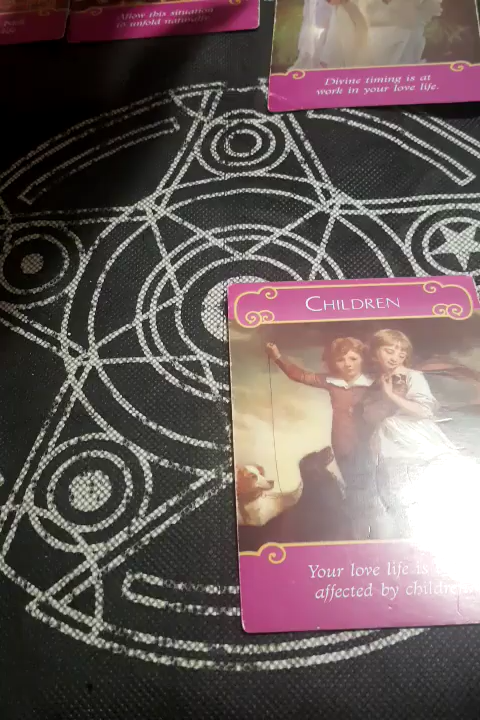 Allow this situation
to unfold naturally.
Divine timing is at
work in your love life.
CHILDREN
Your love life is
affected by children